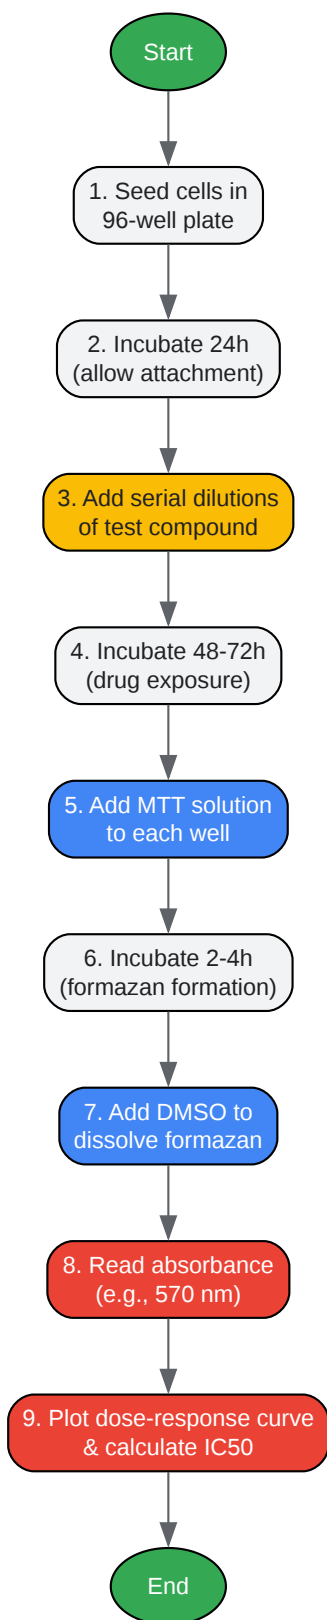 Start
1. Seed cells in
96-well plate
2. Incubate 24h
(allow attachment)
3. Add serial dilutions
of test compound
4. Incubate 48-72h
(drug exposure)
5. Add MTT solution
to each well
6. Incubate 2-4h
(formazan formation)
7. Add DMSO to
dissolve formazan
8. Read absorbance
(e.g., 570 nm)
9. Plot dose-response curve
& calculate IC50
End